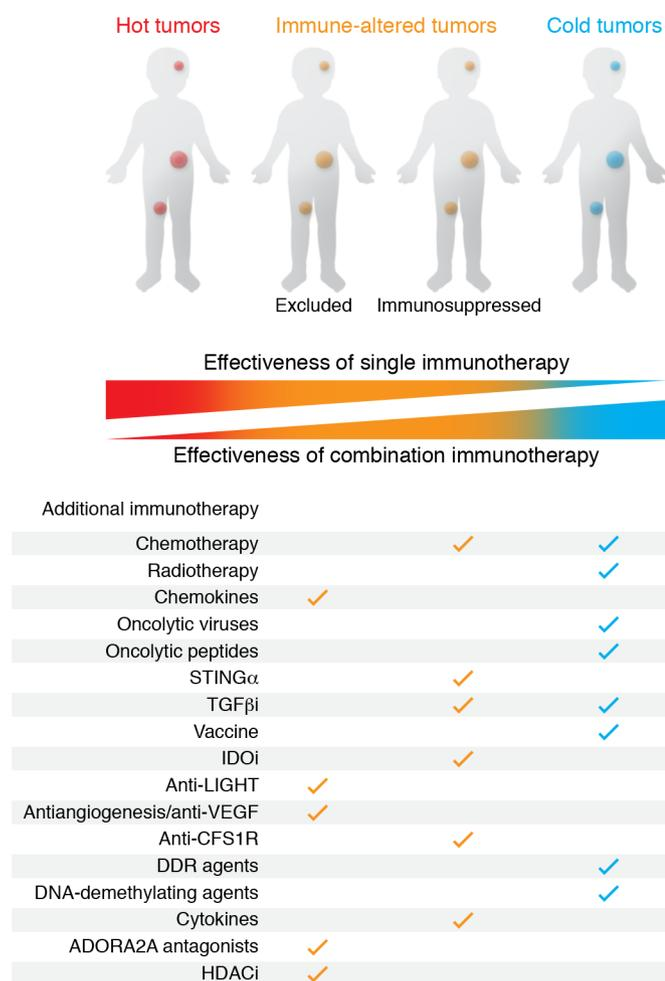 Hot tumors Immune-altered tumors Cold tumors
Excluded Immunosuppressed
Effectiveness of single immunotherapy
Effectiveness of combination immunotherapy
Additional immunotherapy
Chemotherapy
Radiotherapy
Chemokines
Oncolytic viruses
Oncolytic peptides
STINGα
TGFβi
Vaccine
IDOi
Anti-LIGHT
Antiangiogenesis/anti-VEGF
Anti-CFS1R
DDR agents
DNA-demethylating agents
Cytokines
ADORA2A antagonists
HDACi